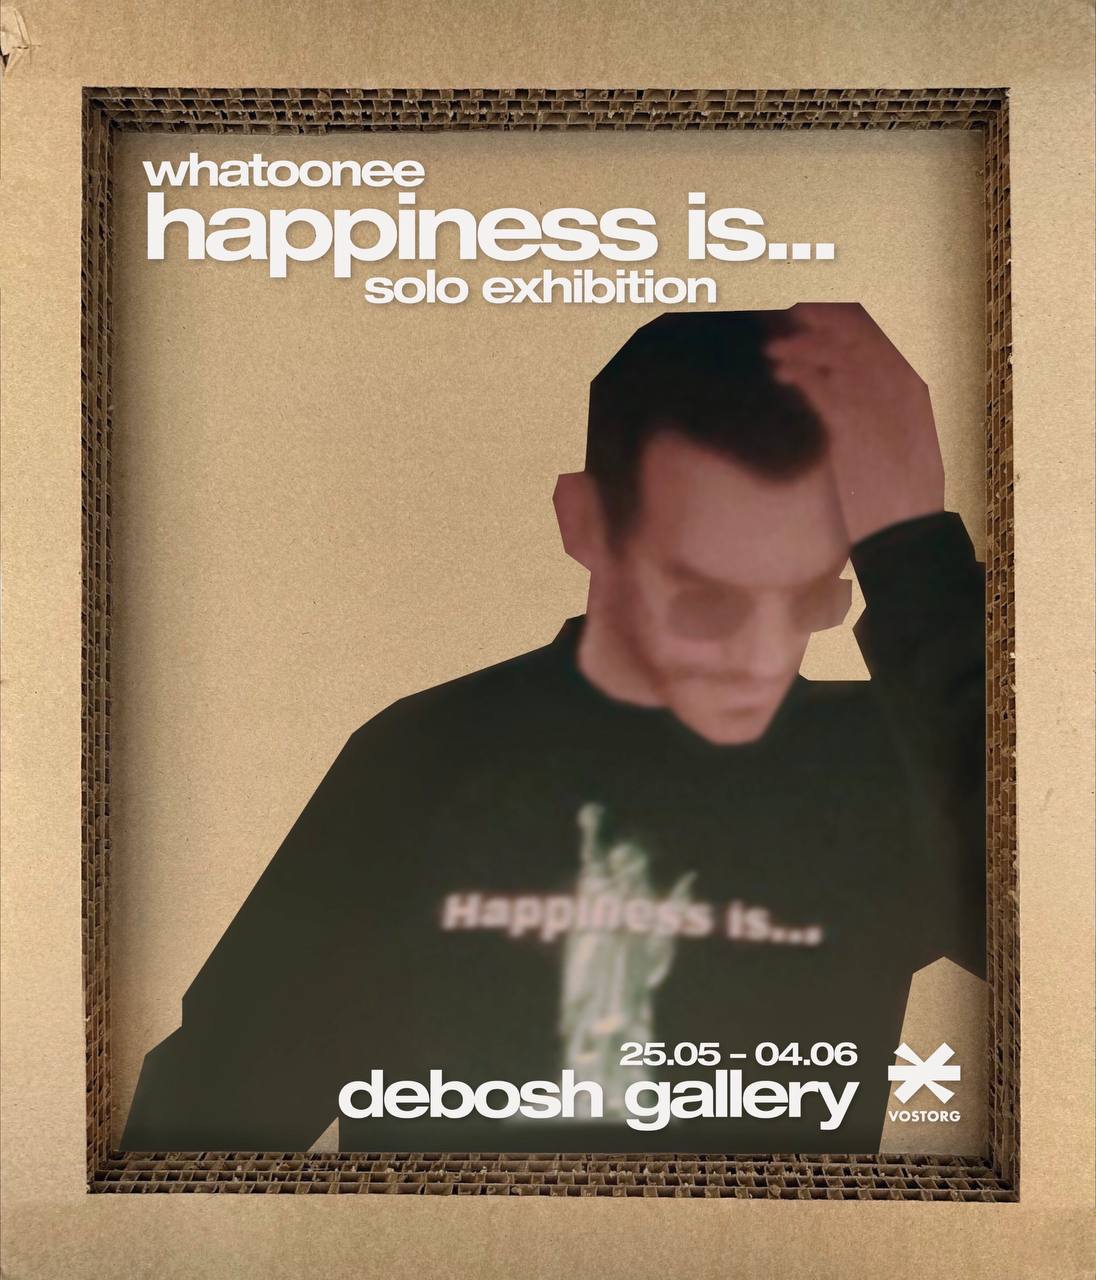 whatoonee
happiness is...
solo exhibition
Happiness is...
25.05 – 04.06
debosh gallery
VOSTORG